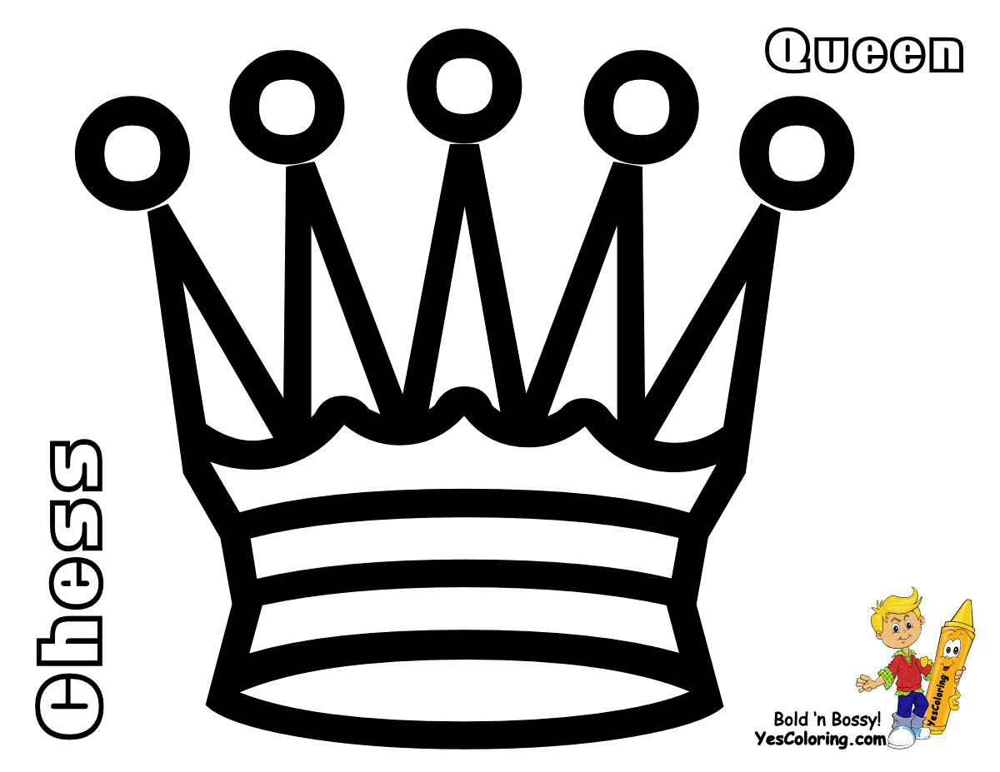 Queen
Chess
Bold 'n Bossy!
YesColoring.com
YesColoring